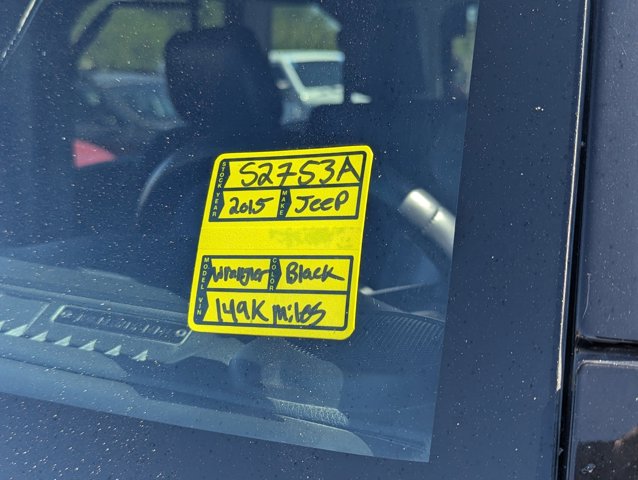 STOCK S2753A
YEAR 2015 MAKE Jeep
MODEL Wrangler COLOR Black
VIN 149K miles